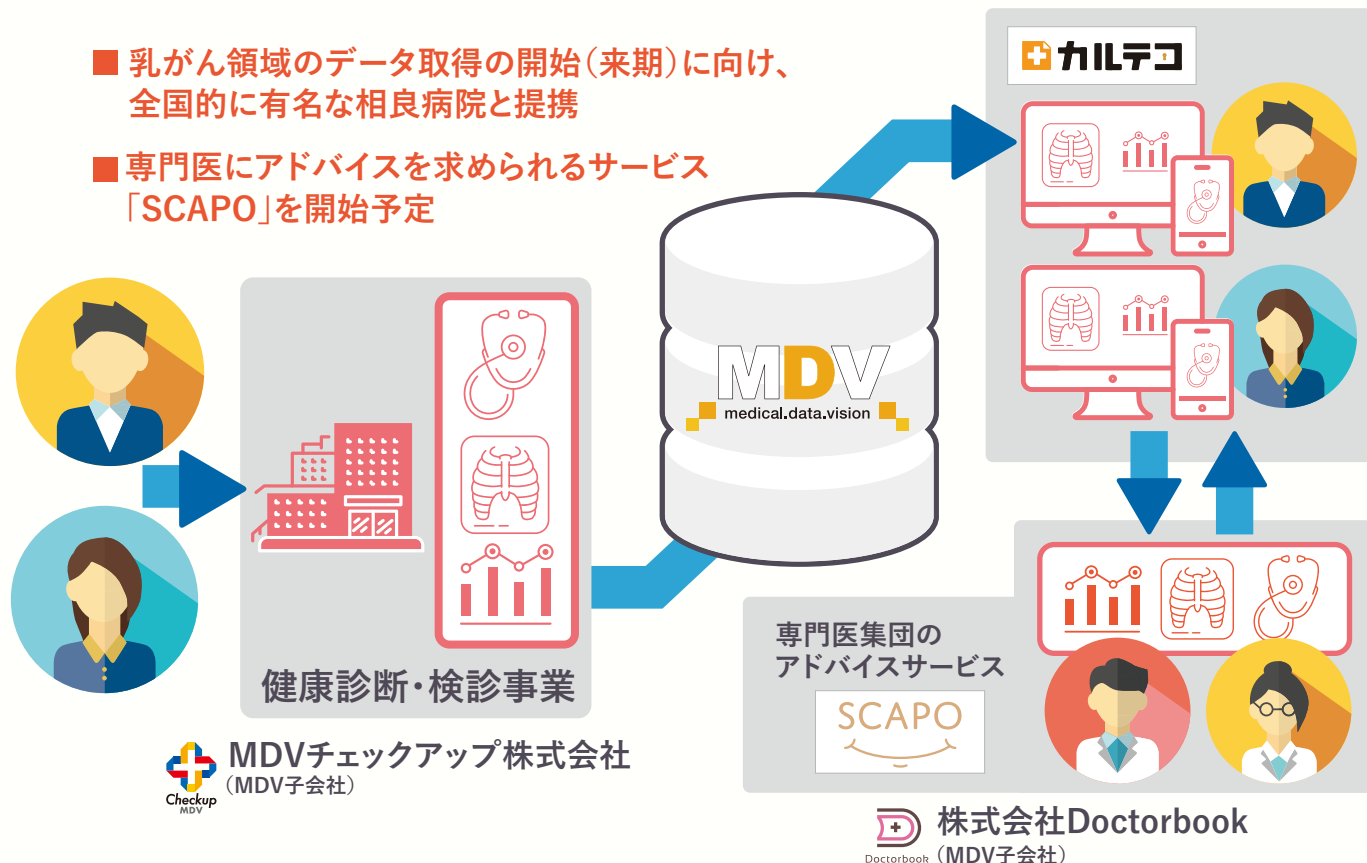 ■ 乳がん領域のデータ取得の開始（来期）に向け、
全国的に有名な相良病院と提携
■ 専門医にアドバイスを求められるサービス
「SCAPO」を開始予定
カルテコ
MDV
medical.data.vision
健康診断・検診事業
Checkup
MDV
MDVチェックアップ株式会社
（MDV子会社）
専門医集団の
アドバイスサービス
SCAPO
Doctorbook
株式会社Doctorbook
（MDV子会社）